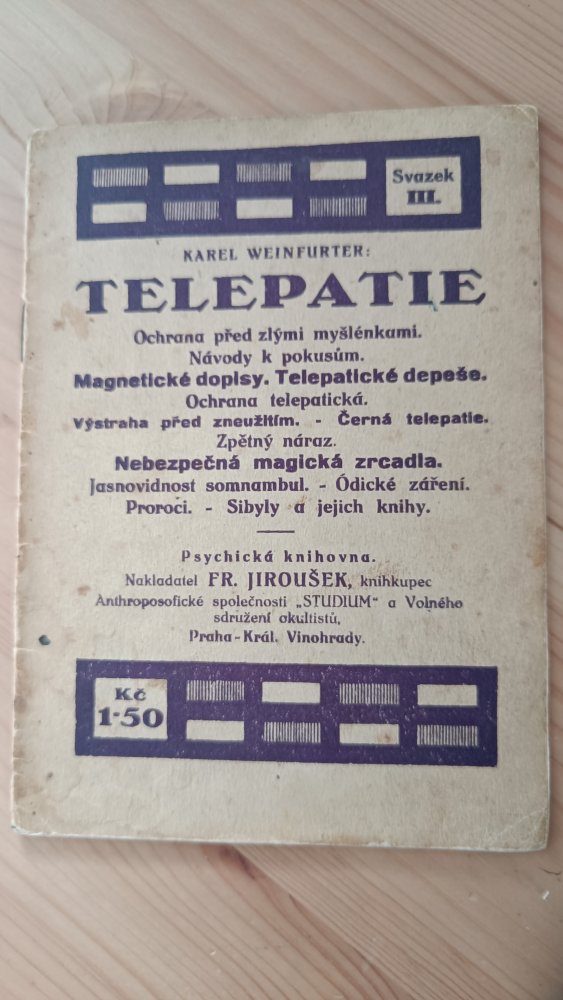 Svazek
III.
KAREL WEINFURTER:
TELEPATIE
Ochrana před zlými myšlénkami.
Návody k pokusům.
Magnetické dopisy. Telepatické depeše.
Ochrana telepatická.
Výstraha před zneužitím. - Černá telepatie.
Zpětný náraz.
Nebezpečná magická zrcadla.
Jasnovidnost somnambul. - Ódické záření.
Proroci. - Sibyly a jejich knihy.
Psychická knihovna.
Nakladatel FR. JIROUŠEK, knihkupec
Anthroposofické společnosti „STUDIUM" a Volného
sdružení okultistů,
Praha-Král. Vinohrady.
Kč
1·50